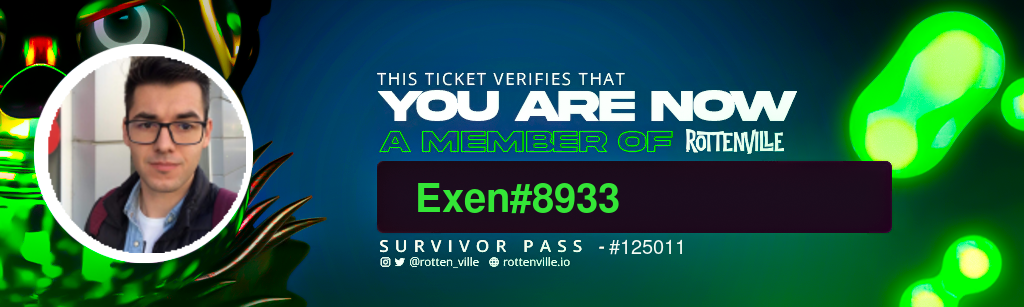 THIS TICKET VERIFIES THAT
YOU ARE NOW
A MEMBER OF ROTTENVILLE
Exen#8933
SURVIVOR PASS - #125011
@rotten_ville rottenville.io